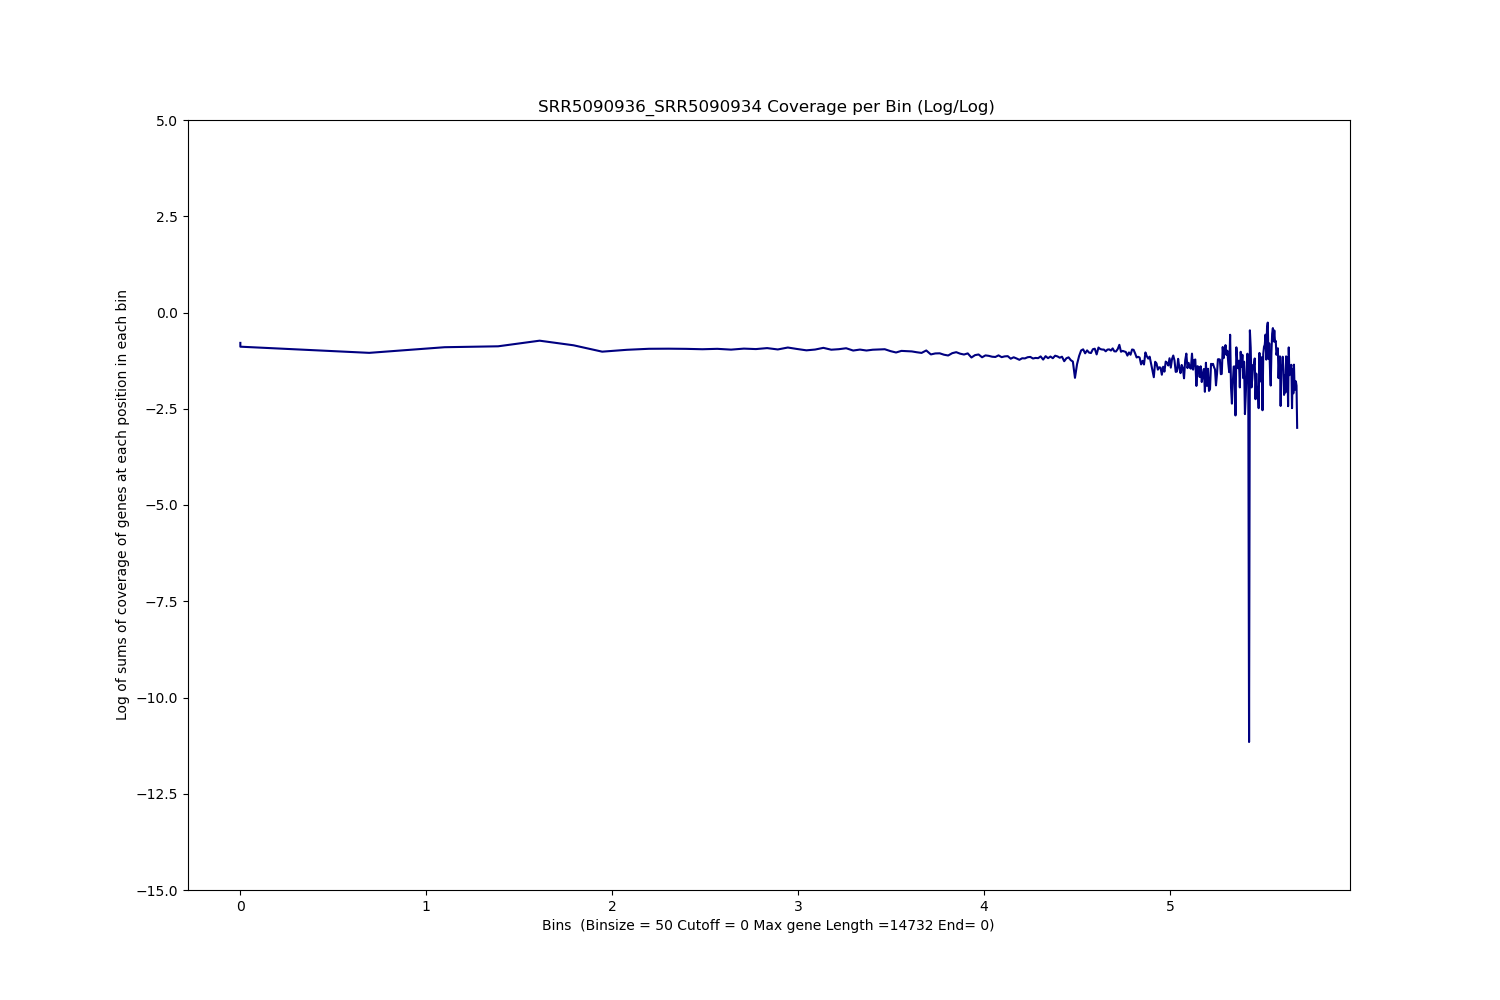 SRR5090936_SRR5090934 Coverage per Bin (Log/Log)
Log of sums of coverage of genes at each position in each bin
5.0
2.5
0.0
−2.5
−5.0
−7.5
−10.0
−12.5
−15.0
0 1 2 3 4 5
Bins  (Binsize = 50 Cutoff = 0 Max gene Length =14732 End= 0)